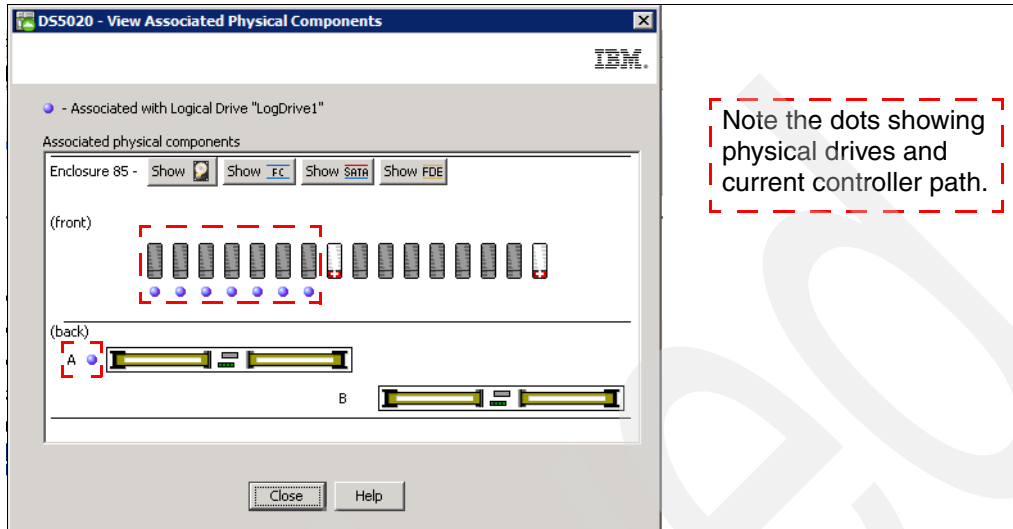 DS5020 - View Associated Physical Components
IBM.
- Associated with Logical Drive "LogDrive1"
Associated physical components
Enclosure 85 - Show Show FC Show SATA Show FDE
(front)
(back)
A
B
Close Help
Note the dots showing
physical drives and
current controller path.